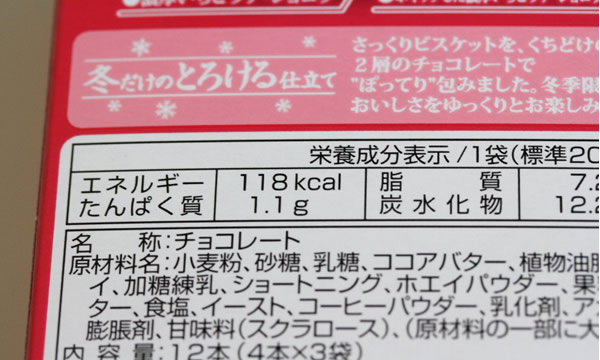 冬だけのとろける仕立て
さっくりビスケットを、くちどけの
2層のチョコレートで
"ぽってり"包みました。冬季限
おいしさをゆっくりとお楽しみ
栄養成分表示/1袋(標準20
エネルギー 118kcal 脂質 7.2
たんぱく質 1.1g 炭水化物 12.2
名称:チョコレート
原材料名:小麦粉、砂糖、乳糖、ココアバター、植物油脂
イ、加糖練乳、ショートニング、ホエイパウダー、果
ター、食塩、イースト、コーヒーパウダー、乳化剤、ア
膨脹剤、甘味料(スクラロース)、(原材料の一部に大
内容量:12本(4本×3袋)